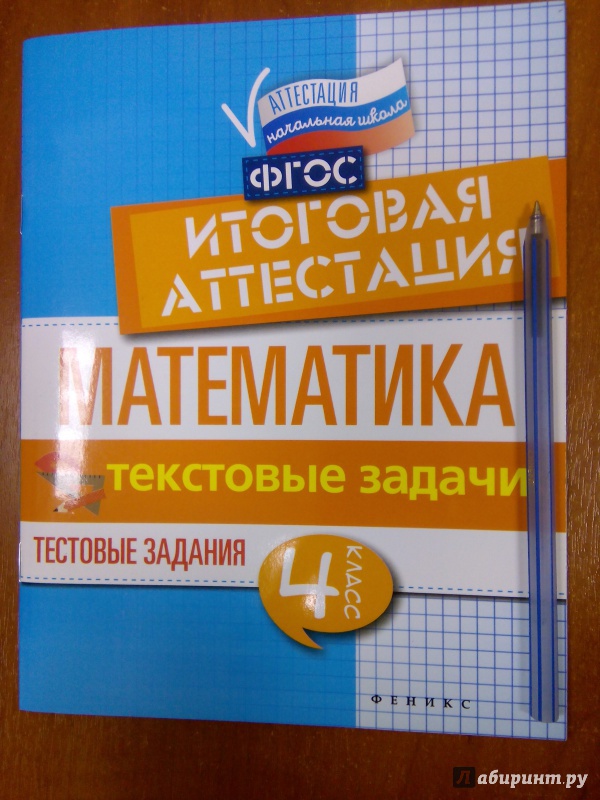 АТТЕСТАЦИЯ
начальная школа
ФГОС
ИТОГОВАЯ
АТТЕСТАЦИЯ
МАТЕМАТИКА
текстовые задачи
ТЕСТОВЫЕ ЗАДАНИЯ
4 КЛАСС
ФЕНИКС
Лабиринт.ру